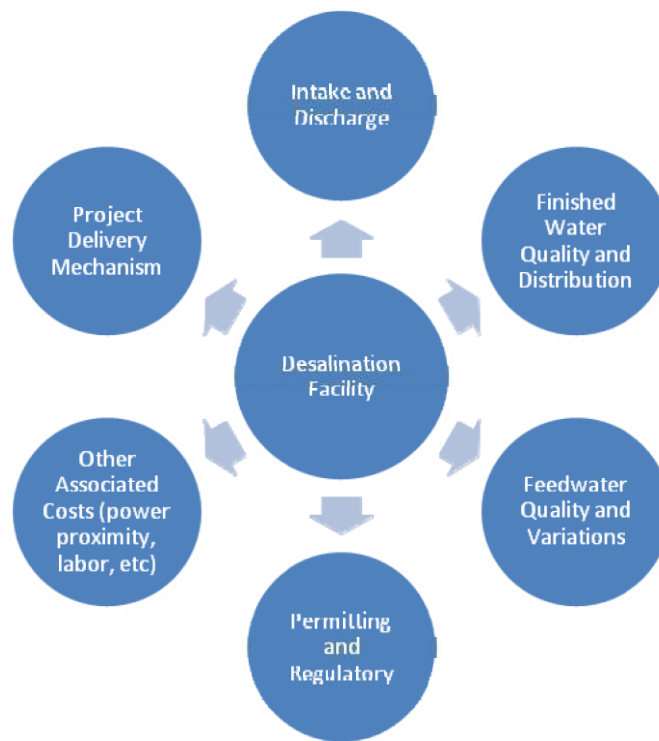 Intake and
Discharge
Project
Delivery
Mechanism
Finished
Water
Quality and
Distribution
Desalination
Facility
Other
Associated
Costs (power
proximity,
labor, etc)
Feedwater
Quality and
Variations
Permitting
and
Regulatory